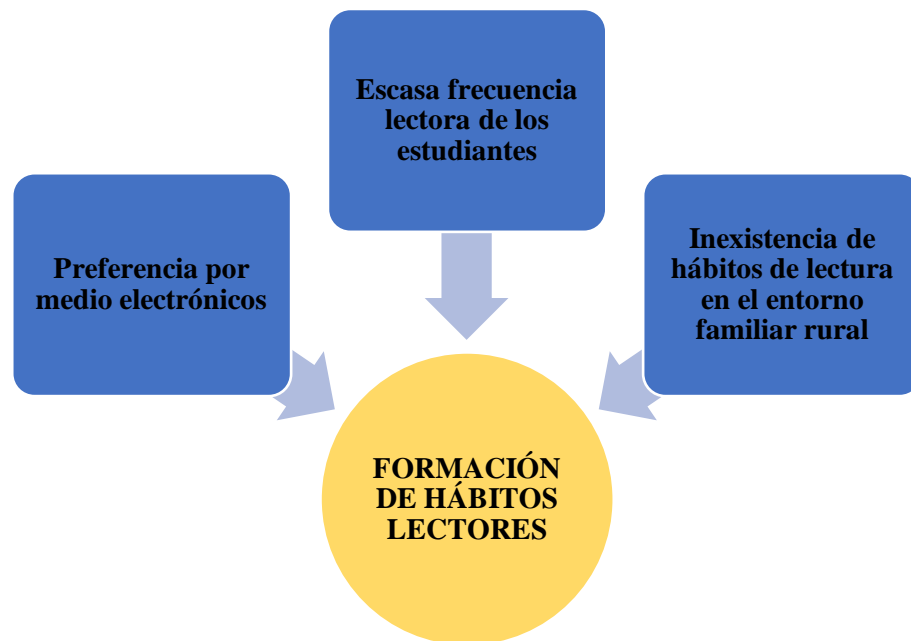 Escasa frecuencia
lectora de los
estudiantes
Preferencia por
medio electrónicos
Inexistencia de
hábitos de lectura
en el entorno
familiar rural
FORMACIÓN
DE HÁBITOS
LECTORES